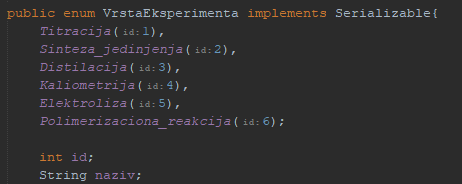 public enum VrstaEksperimenta implements Serializable{
Titracija( id: 1),
Sinteza_jedinjenja( id: 2),
Distilacija( id: 3),
Kaliometrija( id: 4),
Elektroliza( id: 5),
Polimerizaciona_reakcija( id: 6);
int id;
String naziv;